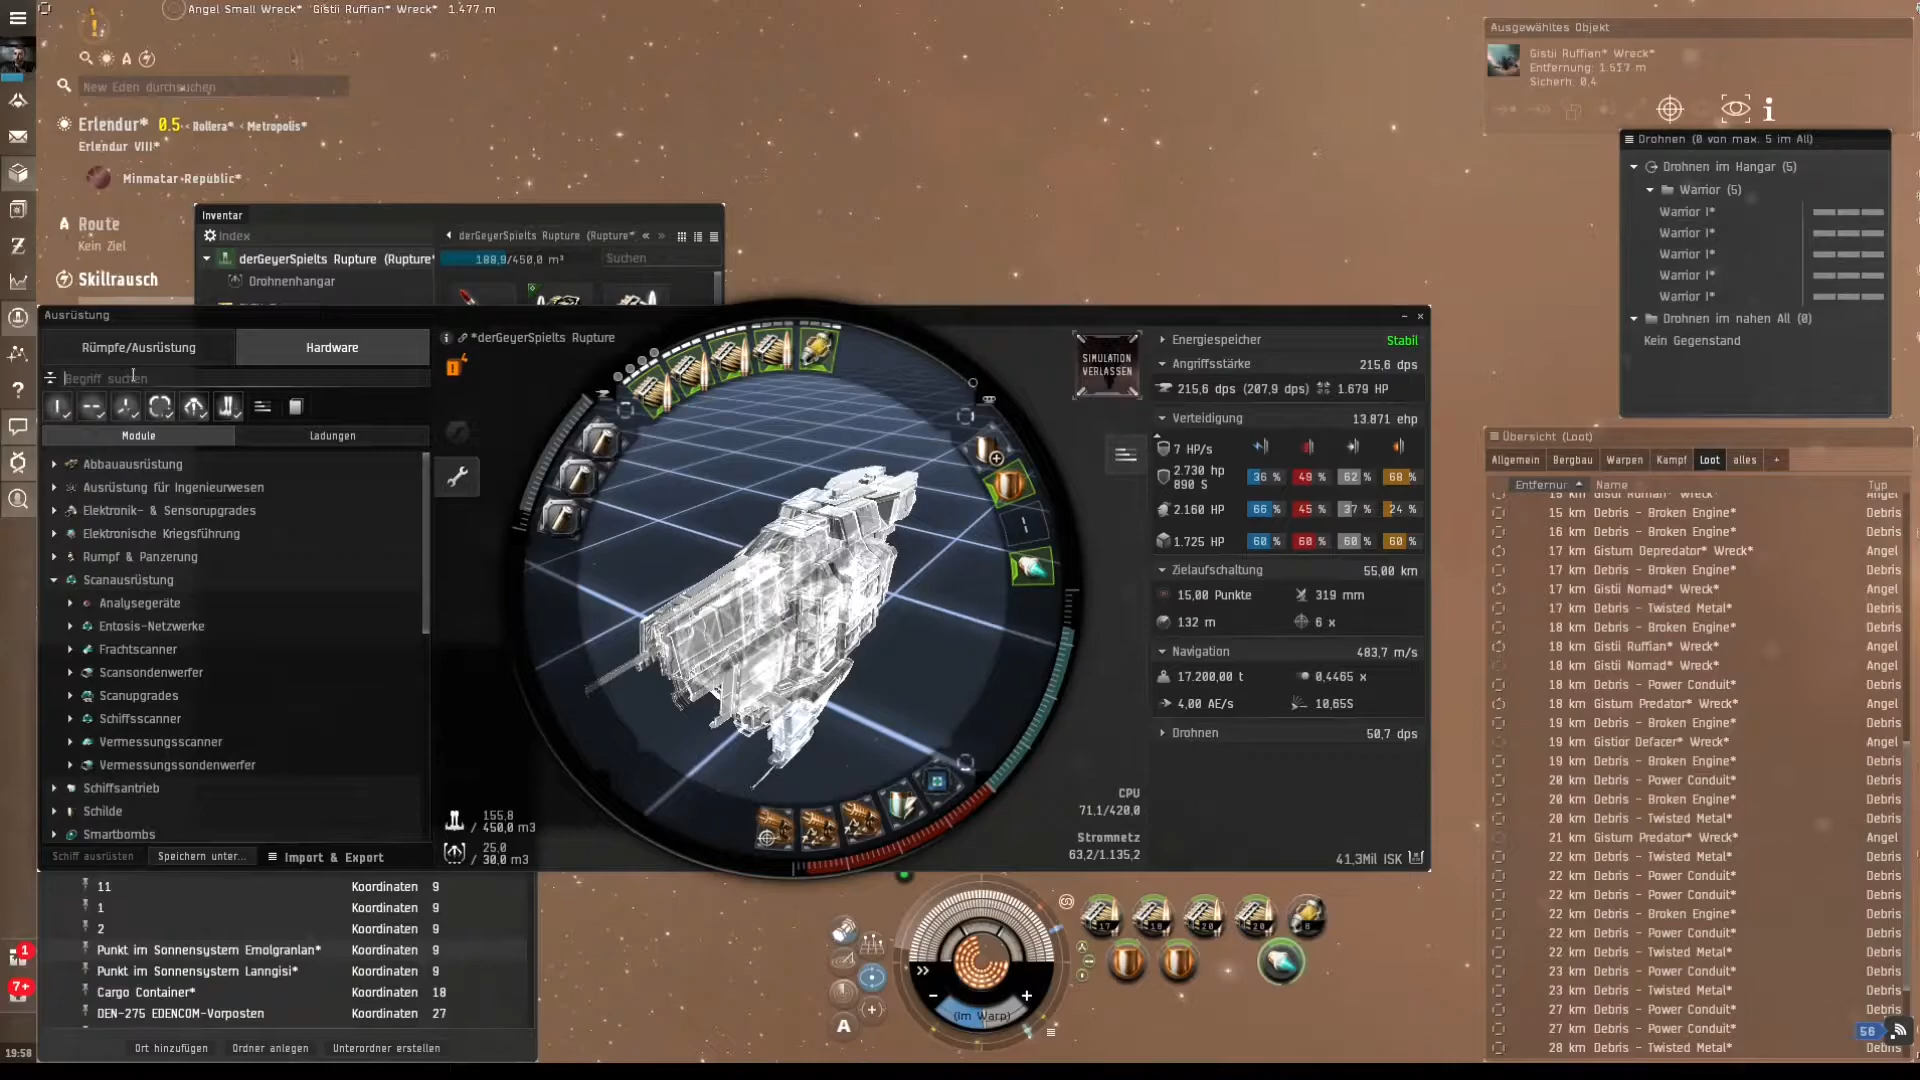 Angel Small Wreck* 'Gistii Ruffian* Wreck* 1.477 m
New Eden durchsuchen
Erlendur* 0.5 < Rollera* < Metropolis*
Erlendur VIII*
Minmatar Republic*
A Route
Kein Ziel
Skillrausch
Inventar
Index
derGeyerSpielts Rupture (Rupture*
Drohnenhangar
derGeyerSpielts Rupture (Rupture*
188,9/450,0 m³
Suchen
Ausrüstung
Rümpfe/Ausrüstung
Hardware
Begriff suchen
Module
Ladungen
Abbauausrüstung
Ausrüstung für Ingenieurwesen
Elektronik- & Sensorupgrades
Elektronische Kriegsführung
Rumpf & Panzerung
Scanausrüstung
Analysegeräte
Entosis-Netzwerke
Frachtscanner
Scansondenwerfer
Scanupgrades
Schiffsscanner
Vermessungsscanner
Vermessungssondenwerfer
Schiffsantrieb
Schilde
Smartbombs
Schiff ausrüsten
Speichern unter...
Import & Export
*derGeyerSpielts Rupture
SIMULATION
VERLASSEN
155,8
/ 450,0 m3
25,0
/ 30,0 m3
CPU
71,1/420,0
Stromnetz
63,2/1.135,2
Energiespeicher Stabil
Angriffsstärke 215,6 dps
215,6 dps (207,9 dps) 1.679 HP
Verteidigung 13.871 ehp
7 HP/s
2.730 hp
890 S
36 % 49 % 62 % 68 %
2.160 HP 66 % 45 % 37 % 24 %
1.725 HP 60 % 60 % 60 % 60 %
Zielaufschaltung 55,00 km
15,00 Punkte 319 mm
132 m 6 x
Navigation 483,7 m/s
17.200,00 t 0,4465 x
4,00 AE/s 10,65S
Drohnen 50,7 dps
41,3Mil ISK
11 Koordinaten 9
1 Koordinaten 9
2 Koordinaten 9
Punkt im Sonnensystem Emolgranlan* Koordinaten 9
Punkt im Sonnensystem Lanngisi* Koordinaten 9
Cargo Container* Koordinaten 18
DEN-275 EDENCOM-Vorposten Koordinaten 27
Ort hinzufügen
Ordner anlegen
Unterordner erstellen
1
7+
19:58
17 18 20 20 8
(Im Warp)
A
Ausgewähltes Objekt
Gistii Ruffian* Wreck*
Entfernung: 1.517 m
Sichern: 0.4
Drohnen (0 von max. 5 im All)
Drohnen im Hangar (5)
Warrior (5)
Warrior I*
Warrior I*
Warrior I*
Warrior I*
Warrior I*
Drohnen im nahen All (0)
Kein Gegenstand
Übersicht (Loot)
Allgemein Bergbau Warpen Kampf Loot alles +
Entfernur Name Typ
15 km Debris - Broken Engine* Debris
16 km Debris - Broken Engine* Debris
17 km Gistum Depredator* Wreck* Angel
17 km Debris - Broken Engine* Debris
17 km Gistii Nomad* Wreck* Angel
17 km Debris - Twisted Metal* Debris
18 km Debris - Broken Engine* Debris
18 km Gistii Ruffian* Wreck* Angel
18 km Gistii Nomad* Wreck* Angel
18 km Debris - Power Conduit* Debris
18 km Gistum Predator* Wreck* Angel
19 km Debris - Broken Engine* Debris
19 km Gistior Defacer* Wreck* Angel
19 km Debris - Broken Engine* Debris
20 km Debris - Power Conduit* Debris
20 km Debris - Broken Engine* Debris
20 km Debris - Twisted Metal* Debris
21 km Gistum Predator* Wreck* Angel
22 km Debris - Twisted Metal* Debris
22 km Debris - Power Conduit* Debris
22 km Debris - Power Conduit* Debris
22 km Debris - Broken Engine* Debris
22 km Debris - Power Conduit* Debris
22 km Debris - Twisted Metal* Debris
23 km Debris - Power Conduit* Debris
23 km Debris - Twisted Metal* Debris
27 km Debris - Power Conduit* Debris
27 km Debris - Power Conduit*
28 km Debris - Twisted Metal* Debris
56